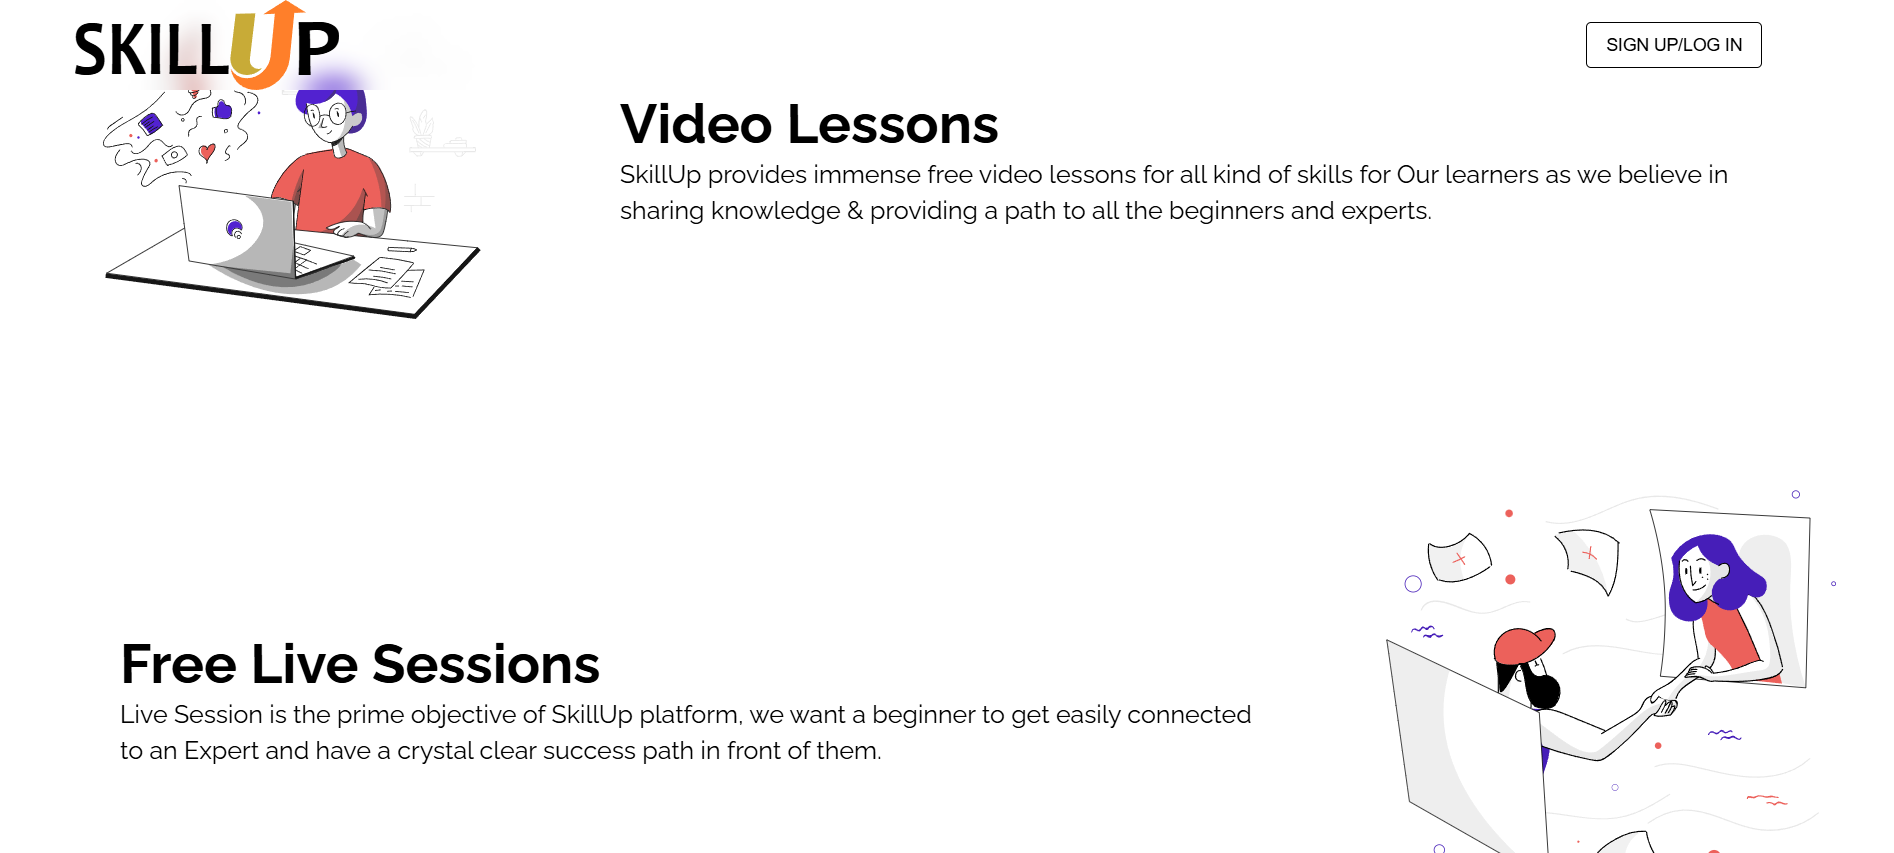 SKILLUP
SIGN UP/LOG IN
Video Lessons
SkillUp provides immense free video lessons for all kind of skills for Our learners as we believe in
sharing knowledge & providing a path to all the beginners and experts.
Free Live Sessions
Live Session is the prime objective of SkillUp platform, we want a beginner to get easily connected
to an Expert and have a crystal clear success path in front of them.